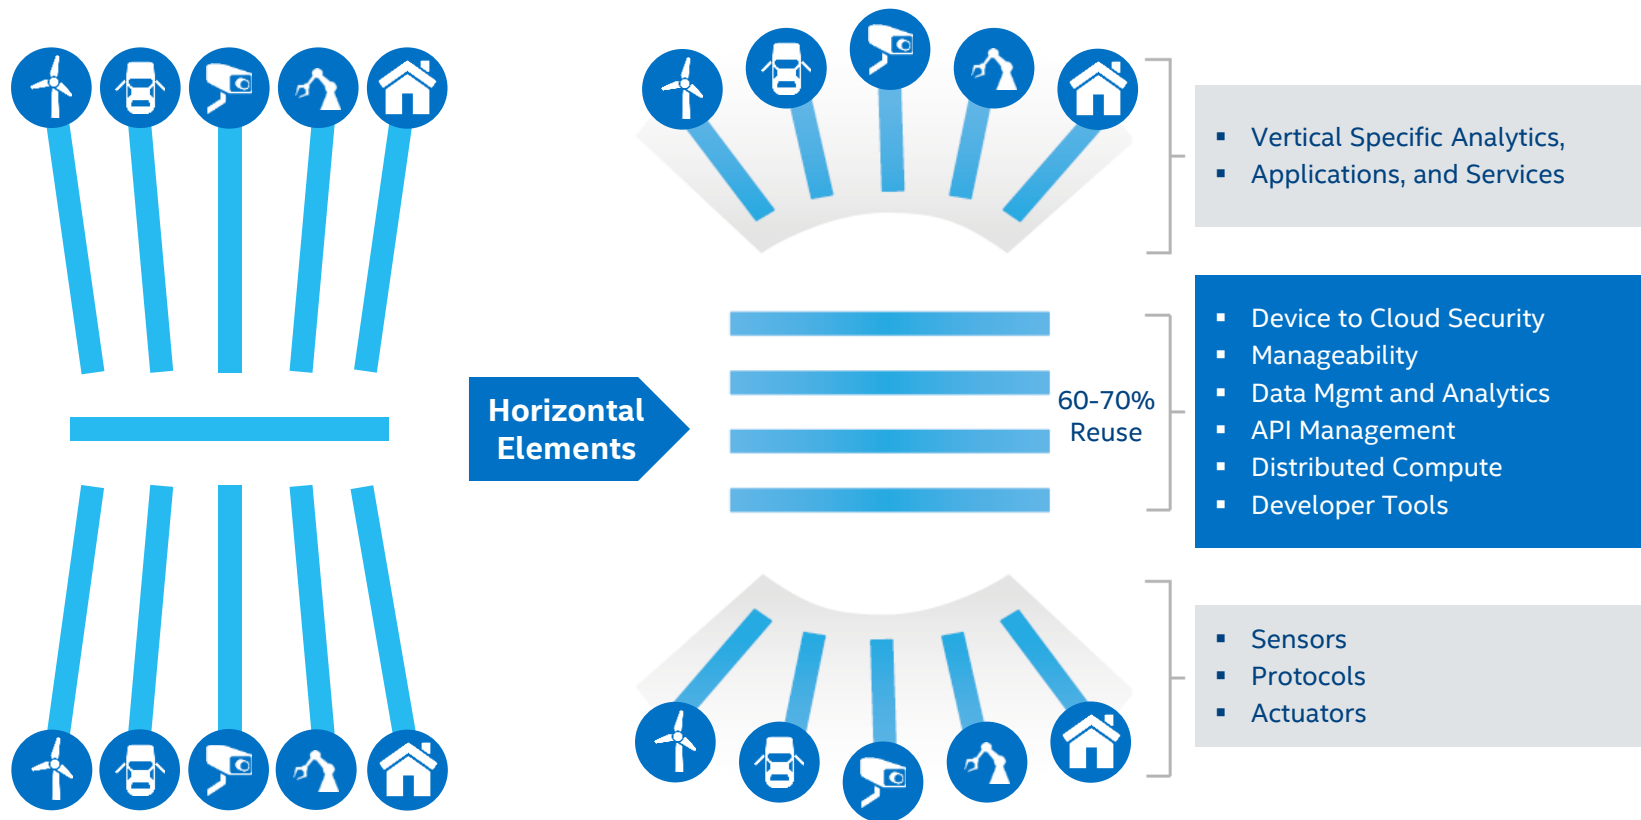 Horizontal
Elements
60-70%
Reuse
▪ Vertical Specific Analytics,
▪ Applications, and Services
▪ Device to Cloud Security
▪ Manageability
▪ Data Mgmt and Analytics
▪ API Management
▪ Distributed Compute
▪ Developer Tools
▪ Sensors
▪ Protocols
▪ Actuators